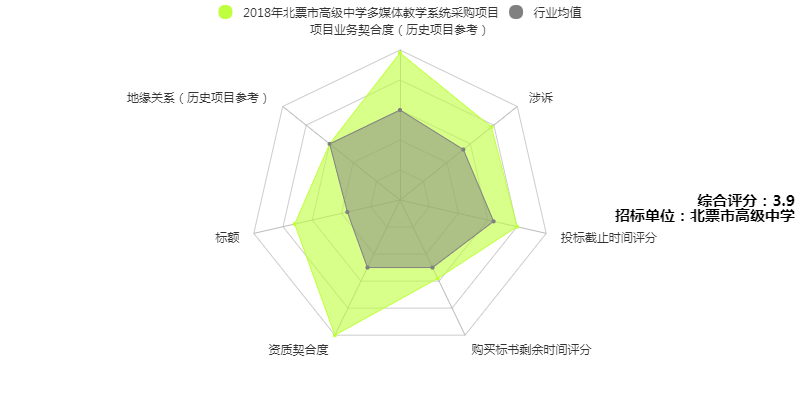 2018年北票市高级中学多媒体教学系统采购项目
行业均值
项目业务契合度（历史项目参考）
地缘关系（历史项目参考）
涉诉
综合评分：3.9
招标单位：北票市高级中学
标额
投标截止时间评分
资质契合度
购买标书剩余时间评分